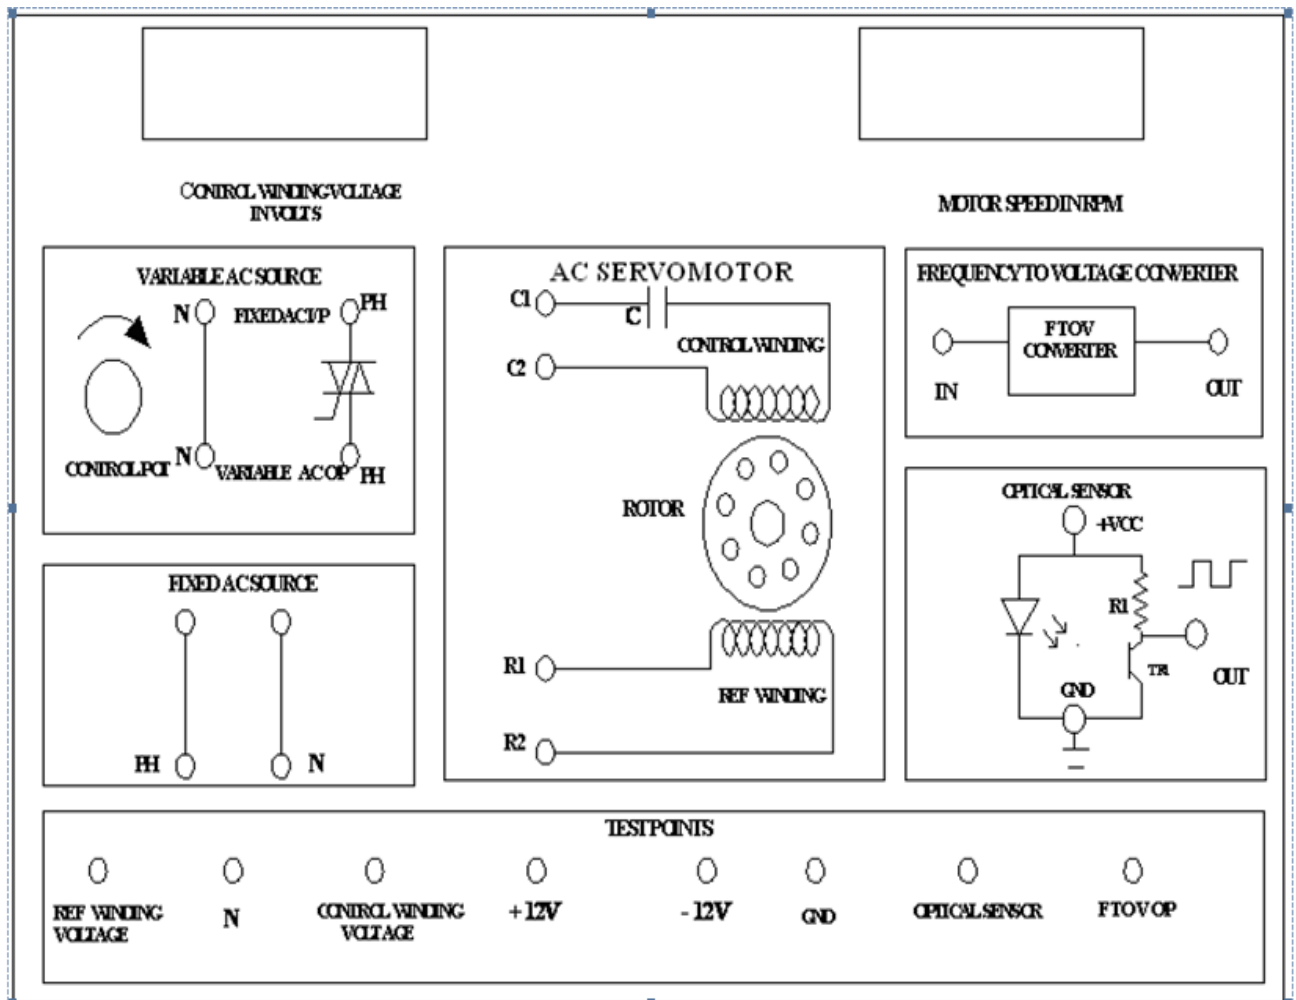 CONTROL WINDING VOLTAGE
IN VOLTS
MOTOR SPEED IN RPM
VARIABLE AC SOURCE
N
FIXED AC I/P
PH
CONTROL POT
N
VARIABLE AC OP
PH
FIXED AC SOURCE
PH
N
AC SERVOMOTOR
C1
C
CONTROL WINDING
C2
ROTOR
R1
REF WINDING
R2
FREQUENCY TO VOLTAGE CONVERTER
F TO V
CONVERTER
IN
OUT
OPTICAL SENSOR
+VCC
R1
TR1
OUT
GND
TEST POINTS
REF WINDING
VOLTAGE
N
CONTROL WINDING
VOLTAGE
+12V
-12V
GND
OPTICAL SENSOR
F TO V OP